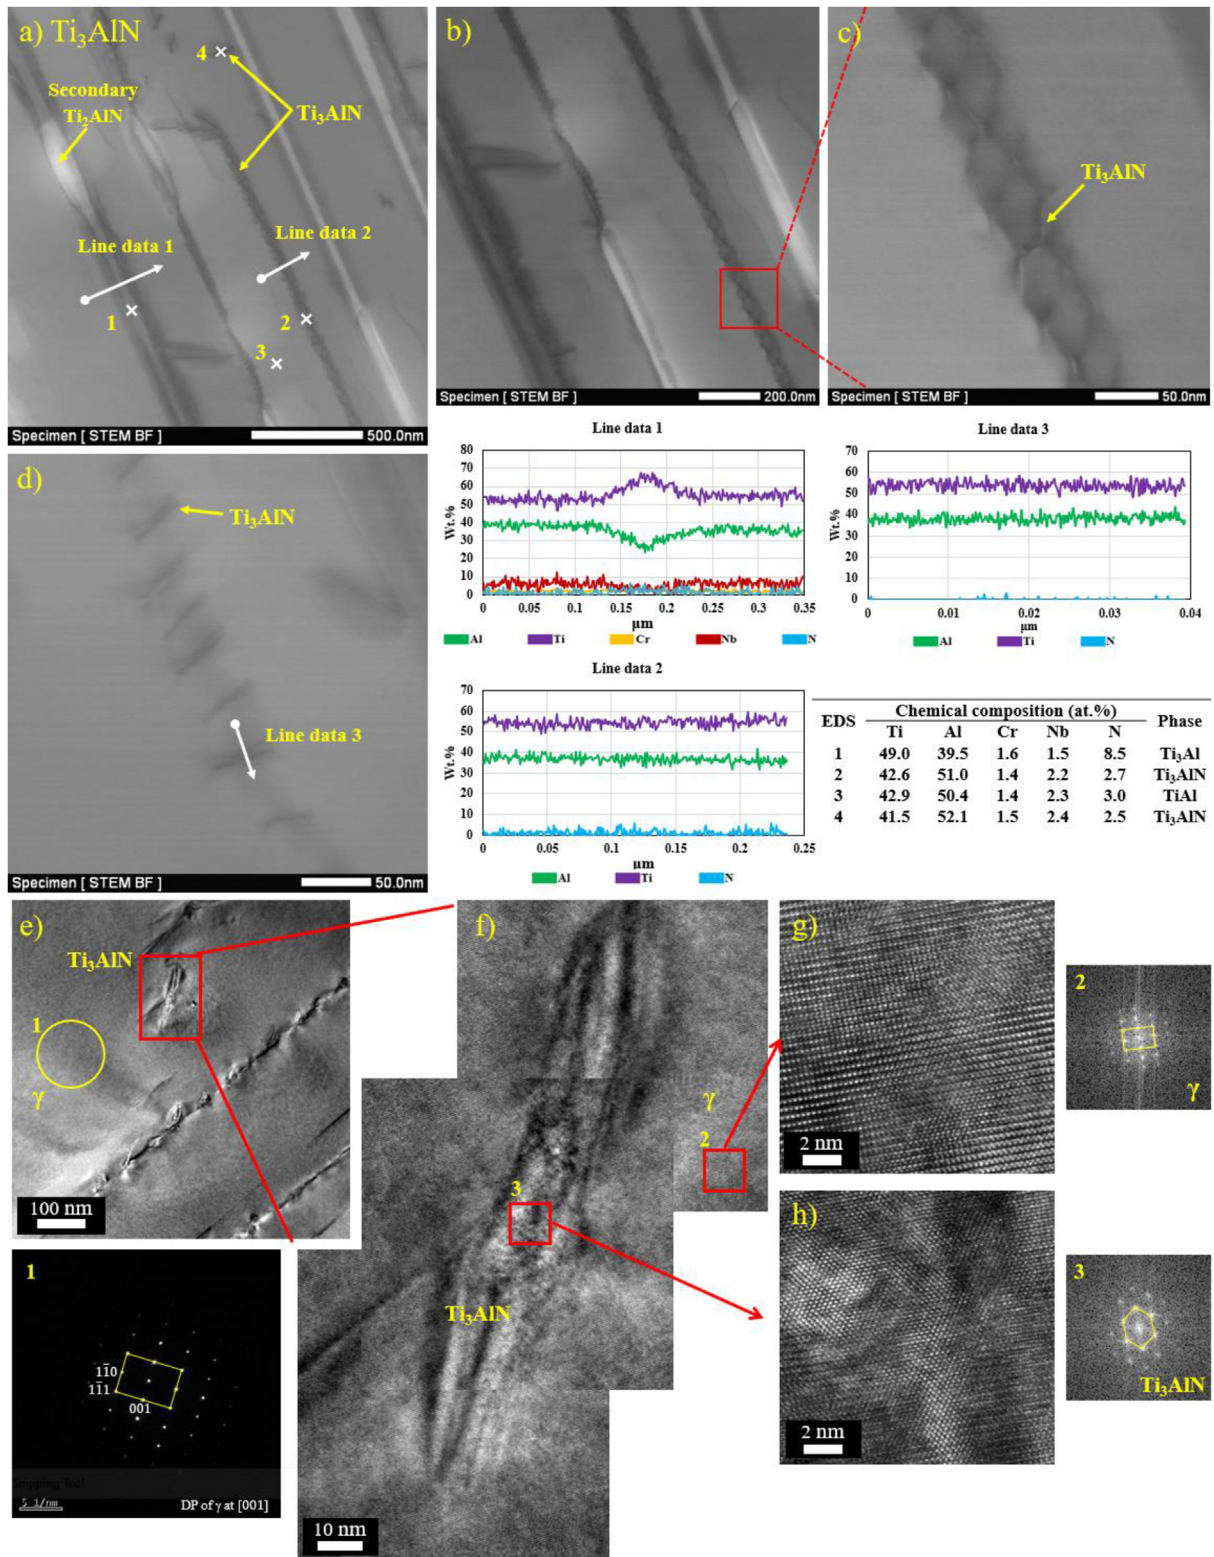 a) Ti₃AlN
4
Secondary
Ti₂AlN
Ti₃AlN
Line data 1
Line data 2
1
2
3
Specimen [ STEM BF ] 500.0nm
b)
Specimen [ STEM BF ] 200.0nm
c)
Ti₃AlN
Specimen [ STEM BF ] 50.0nm
d)
Ti₃AlN
Line data 3
Specimen [ STEM BF ] 50.0nm
Line data 1
Wt.%
80
70
60
50
40
30
20
10
0
0 0.05 0.1 0.15 0.2 0.25 0.3 0.35
µm
Al Ti Cr Nb N
Line data 3
Wt.%
70
60
50
40
30
20
10
0
0 0.01 0.02 0.03 0.04
µm
Al Ti N
Line data 2
Wt.%
70
60
50
40
30
20
10
0
0 0.05 0.1 0.15 0.2 0.25
µm
Al Ti N
EDS Chemical composition (at.%) Phase
Ti Al Cr Nb N
1 49.0 39.5 1.6 1.5 8.5 Ti₃Al
2 42.6 51.0 1.4 2.2 2.7 Ti₃AlN
3 42.9 50.4 1.4 2.3 3.0 TiAl
4 41.5 52.1 1.5 2.4 2.5 Ti₃AlN
e)
Ti₃AlN
1
γ
100 nm
f)
γ
2
3
Ti₃AlN
10 nm
g)
2 nm
2
γ
h)
2 nm
3
Ti₃AlN
1
11̄0
11̄1
001
Snipping Tool
5 1/nm
DP of γ at [001]